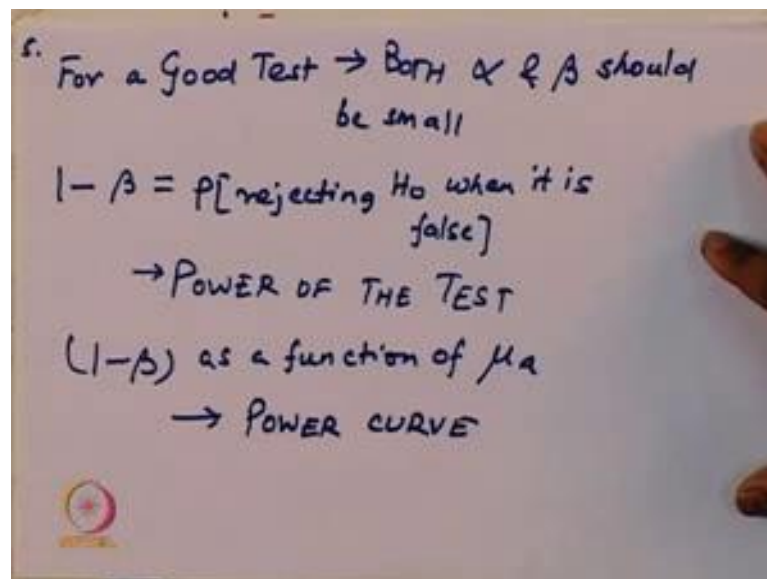 5. For a Good Test → BOTH α & β should
be small
1 - β = P[rejecting H₀ when it is
false]
→ POWER OF THE TEST
(1-β) as a function of μa
→ POWER CURVE